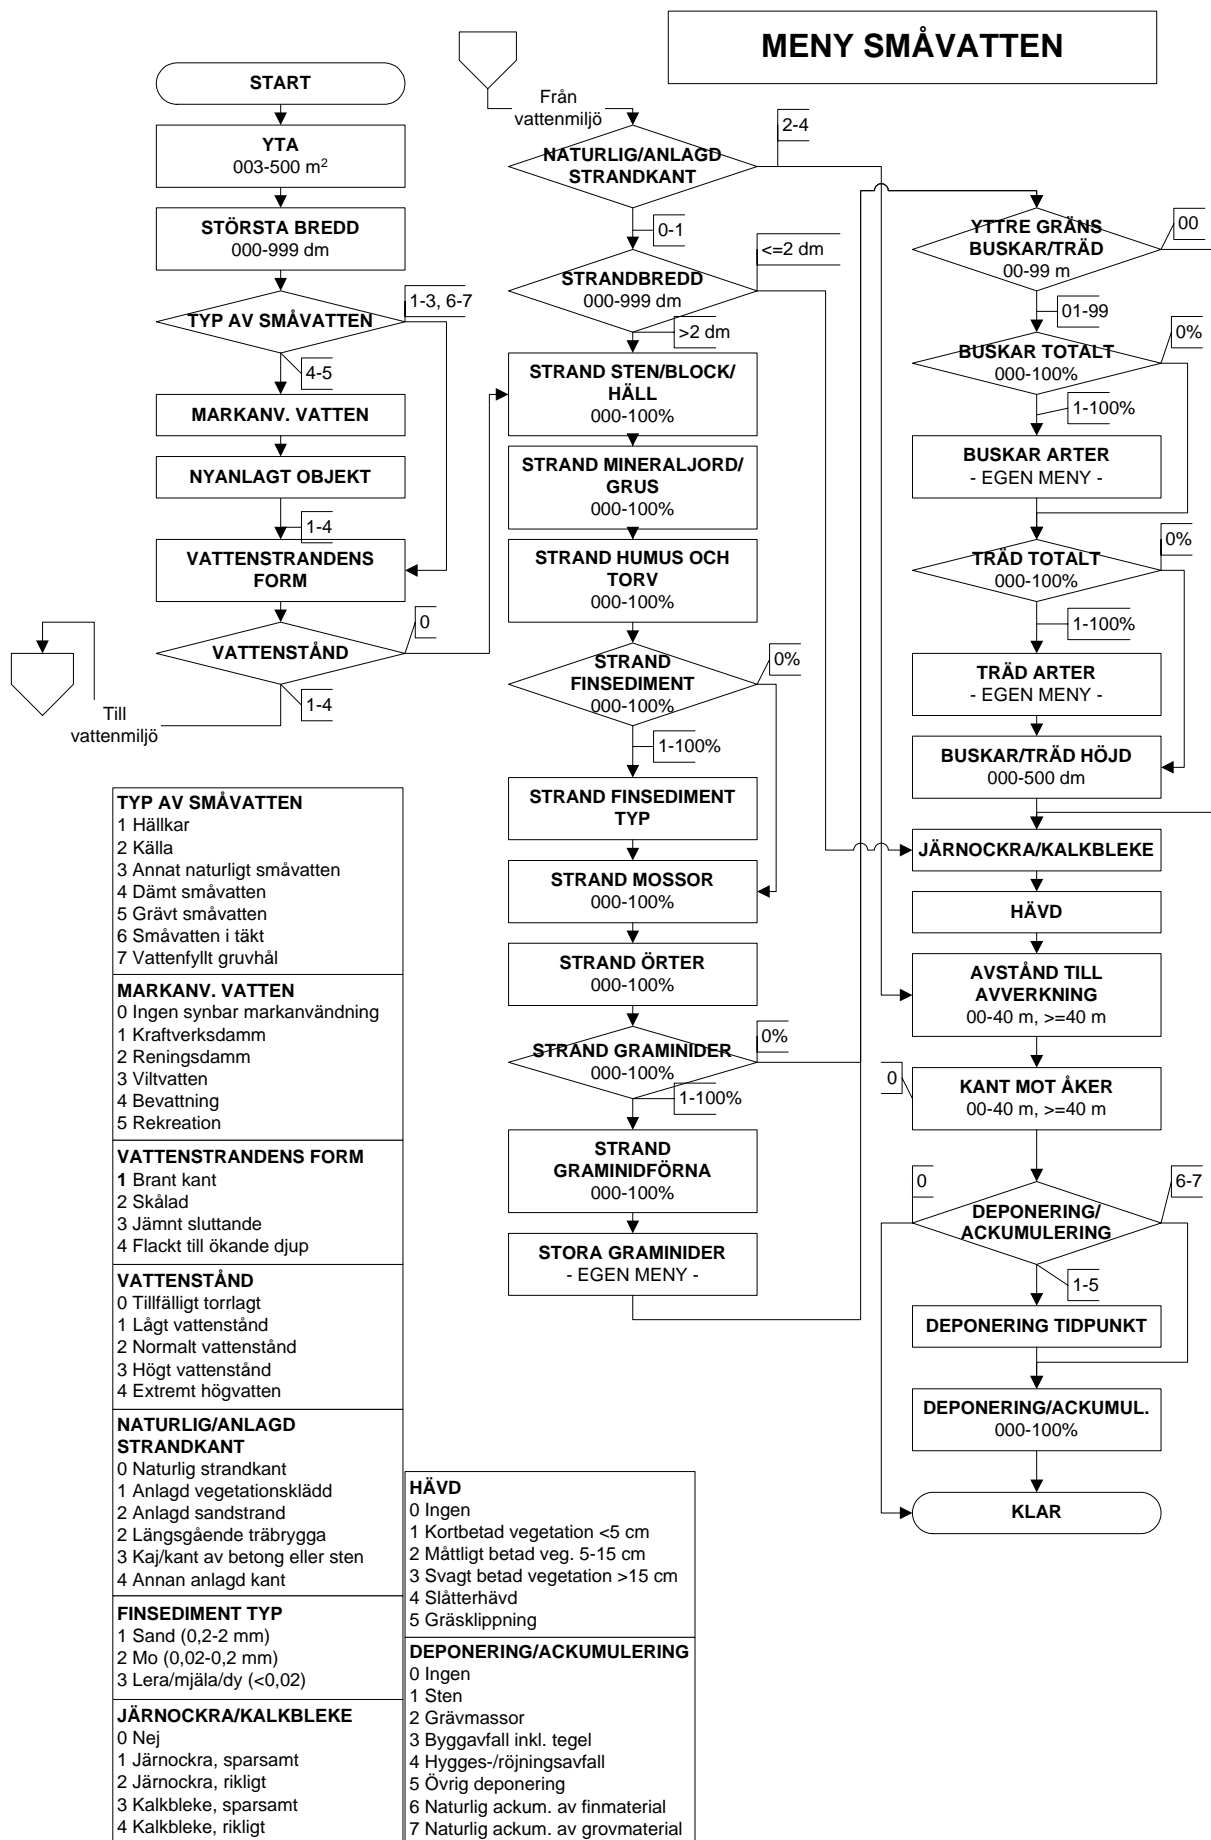 MENY SMÅVATTEN
START
YTA
003-500 m²
STÖRSTA BREDD
000-999 dm
TYP AV SMÅVATTEN
1-3, 6-7
4-5
MARKANV. VATTEN
NYANLAGT OBJEKT
1-4
VATTENSTRANDENS
FORM
VATTENSTÅND
0
1-4
Till
vattenmiljö
Från
vattenmiljö
NATURLIG/ANLAGD
STRANDKANT
2-4
0-1
STRANDBREDD
000-999 dm
<=2 dm
>2 dm
STRAND STEN/BLOCK/
HÄLL
000-100%
STRAND MINERALJORD/
GRUS
000-100%
STRAND HUMUS OCH
TORV
000-100%
STRAND
FINSEDIMENT
000-100%
0%
1-100%
STRAND FINSEDIMENT
TYP
STRAND MOSSOR
000-100%
STRAND ÖRTER
000-100%
STRAND GRAMINIDER
000-100%
0%
1-100%
STRAND
GRAMINIDFÖRNA
000-100%
STORA GRAMINIDER
- EGEN MENY -
YTTRE GRÄNS
BUSKAR/TRÄD
00-99 m
00
01-99
BUSKAR TOTALT
000-100%
0%
1-100%
BUSKAR ARTER
- EGEN MENY -
TRÄD TOTALT
000-100%
0%
1-100%
TRÄD ARTER
- EGEN MENY -
BUSKAR/TRÄD HÖJD
000-500 dm
JÄRNOCKRA/KALKBLEKE
HÄVD
AVSTÅND TILL
AVVERKNING
00-40 m, >=40 m
0
KANT MOT ÅKER
00-40 m, >=40 m
0
6-7
DEPONERING/
ACKUMULERING
1-5
DEPONERING TIDPUNKT
DEPONERING/ACKUMUL.
000-100%
KLAR
TYP AV SMÅVATTEN
1 Hällkar
2 Källa
3 Annat naturligt småvatten
4 Dämt småvatten
5 Grävt småvatten
6 Småvatten i täkt
7 Vattenfyllt gruvhål
MARKANV. VATTEN
0 Ingen synbar markanvändning
1 Kraftverksdamm
2 Reningsdamm
3 Viltvatten
4 Bevattning
5 Rekreation
VATTENSTRANDENS FORM
1 Brant kant
2 Skålad
3 Jämnt sluttande
4 Flackt till ökande djup
VATTENSTÅND
0 Tillfälligt torrlagt
1 Lågt vattenstånd
2 Normalt vattenstånd
3 Högt vattenstånd
4 Extremt högvatten
NATURLIG/ANLAGD
STRANDKANT
0 Naturlig strandkant
1 Anlagd vegetationsklädd
2 Anlagd sandstrand
2 Längsgående träbrygga
3 Kaj/kant av betong eller sten
4 Annan anlagd kant
FINSEDIMENT TYP
1 Sand (0,2-2 mm)
2 Mo (0,02-0,2 mm)
3 Lera/mjäla/dy (<0,02)
JÄRNOCKRA/KALKBLEKE
0 Nej
1 Järnockra, sparsamt
2 Järnockra, rikligt
3 Kalkbleke, sparsamt
4 Kalkbleke, rikligt
HÄVD
0 Ingen
1 Kortbetad vegetation <5 cm
2 Måttligt betad veg. 5-15 cm
3 Svagt betad vegetation >15 cm
4 Slåtterhävd
5 Gräsklippning
DEPONERING/ACKUMULERING
0 Ingen
1 Sten
2 Grävmassor
3 Byggavfall inkl. tegel
4 Hygges-/röjningsavfall
5 Övrig deponering
6 Naturlig ackum. av finmaterial
7 Naturlig ackum. av grovmaterial